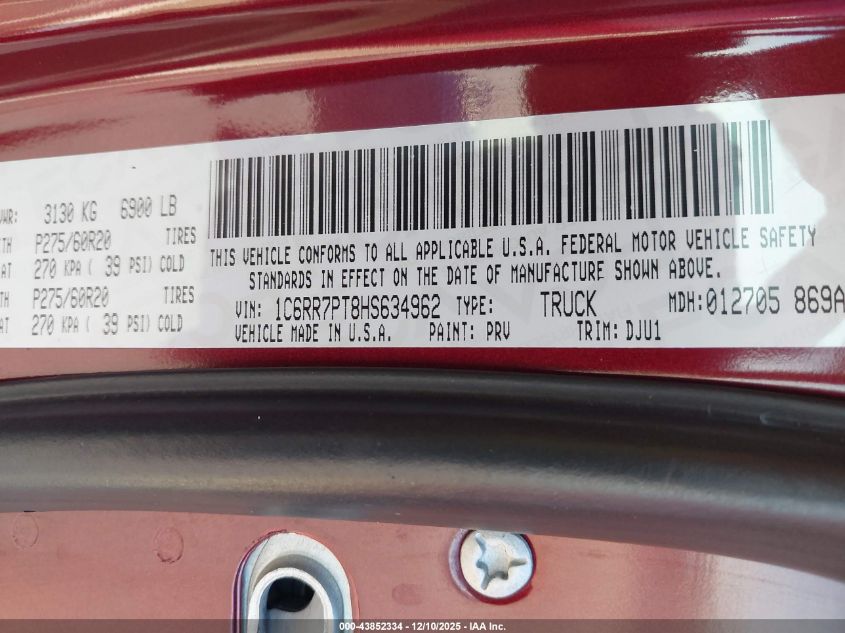 3130 KG 6900 LB
P275/60R20 TIRES
270 KPA ( 39 PSI) COLD
P275/60R20 TIRES
270 KPA ( 39 PSI) COLD
THIS VEHICLE CONFORMS TO ALL APPLICABLE U.S.A. FEDERAL MOTOR VEHICLE SAFETY
STANDARDS IN EFFECT ON THE DATE OF MANUFACTURE SHOWN ABOVE.
VIN: 1C6RR7PT8HS634962 TYPE: TRUCK MDH:012705 869A
VEHICLE MADE IN U.S.A. PAINT: PRV TRIM: DJU1
000-43852334 | 12/10/2025 - IAA Inc.